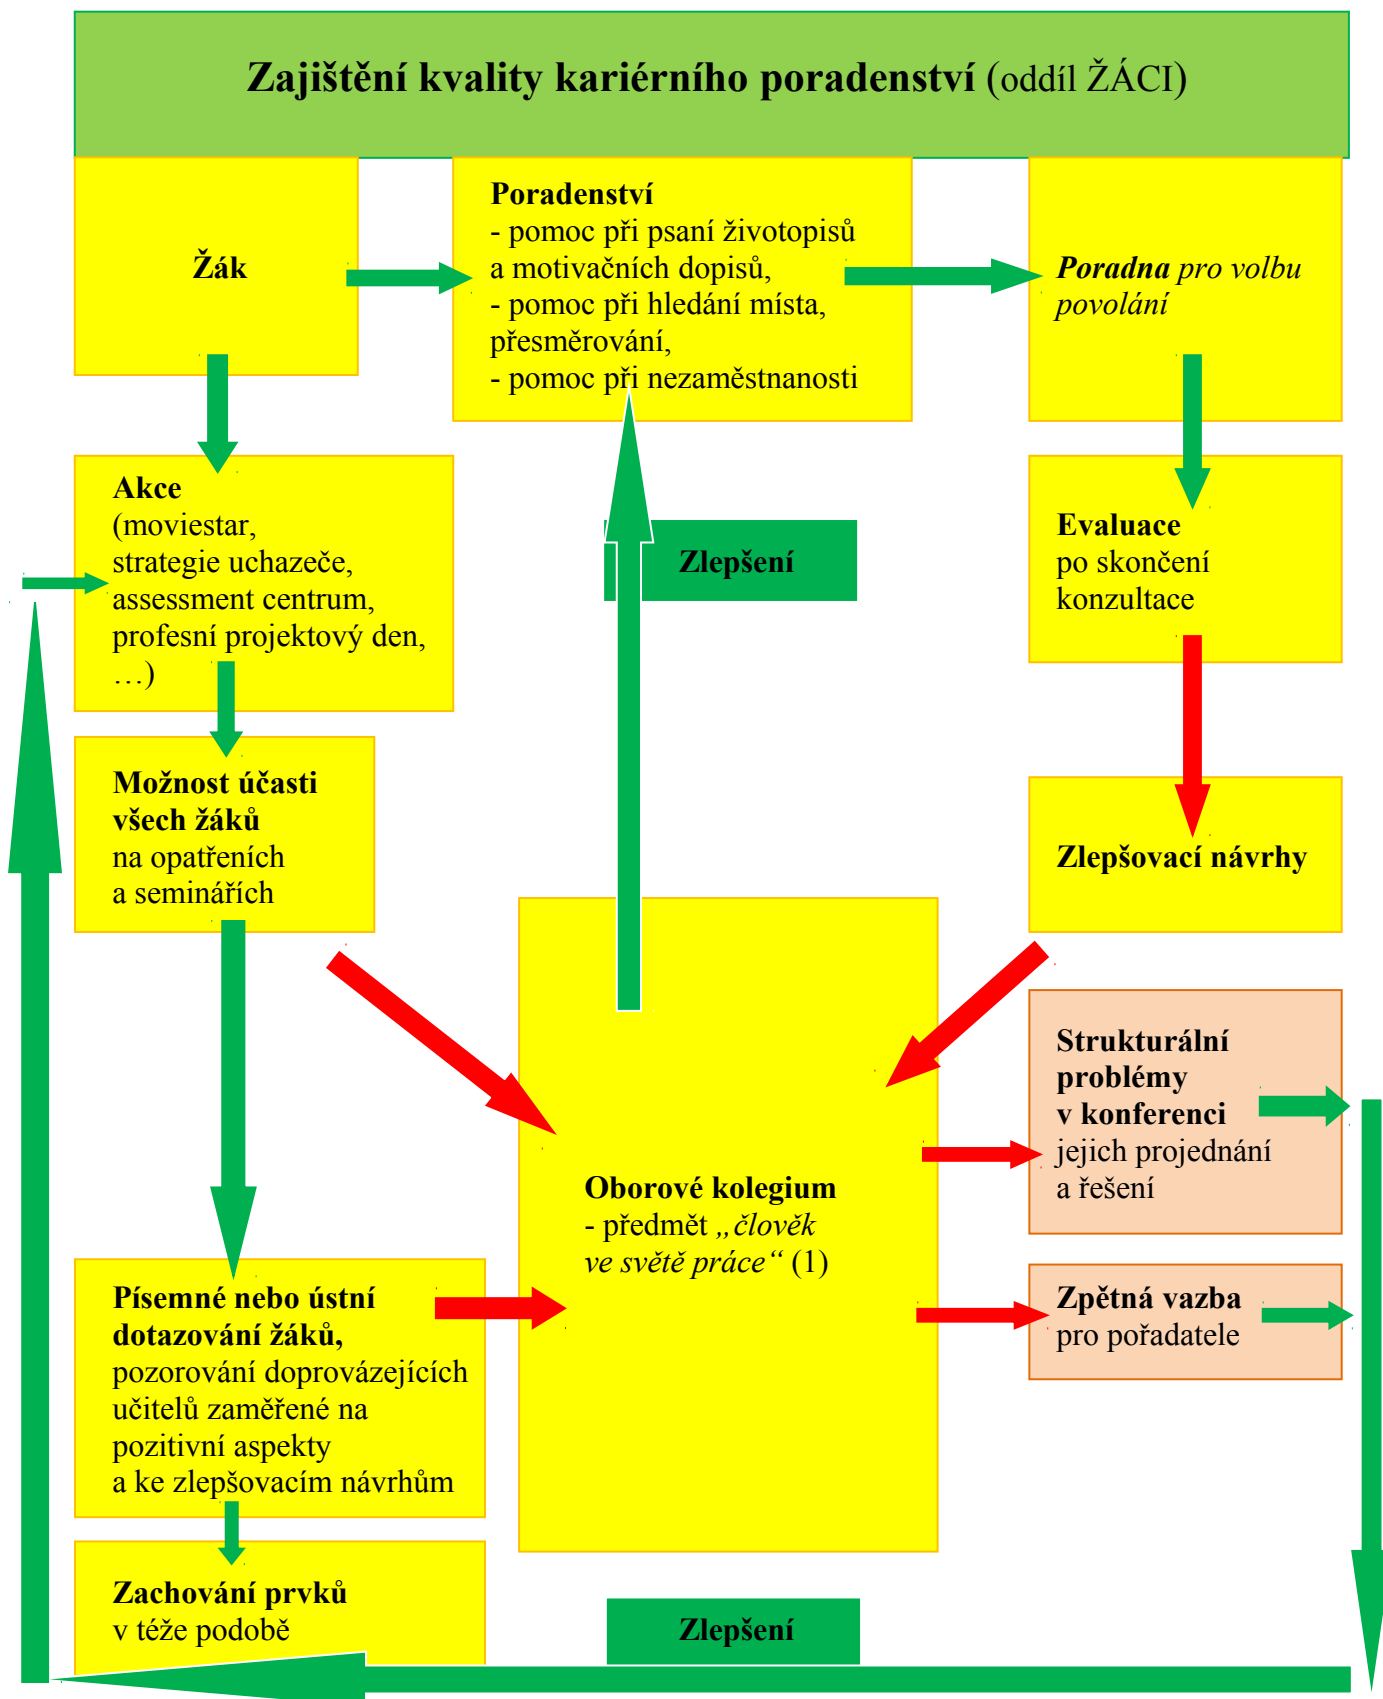 Zajištění kvality kariérního poradenství (oddíl ŽÁCI)
Žák
Poradenství
- pomoc při psaní životopisů
a motivačních dopisů,
- pomoc při hledání místa,
přesměrování,
- pomoc při nezaměstnanosti
Poradna pro volbu
povolání
Akce
(moviestar,
strategie uchazeče,
assessment centrum,
profesní projektový den,
…)
Zlepšení
Evaluace
po skončení
konzultace
Možnost účasti
všech žáků
na opatřeních
a seminářích
Zlepšovací návrhy
Oborové kolegium
- předmět „člověk
ve světě práce“ (1)
Strukturální
problémy
v konferenci
jejich projednání
a řešení
Zpětná vazba
pro pořadatele
Písemné nebo ústní
dotazování žáků,
pozorování doprovázejících
učitelů zaměřené na
pozitivní aspekty
a ke zlepšovacím návrhům
Zachování prvků
v téže podobě
Zlepšení